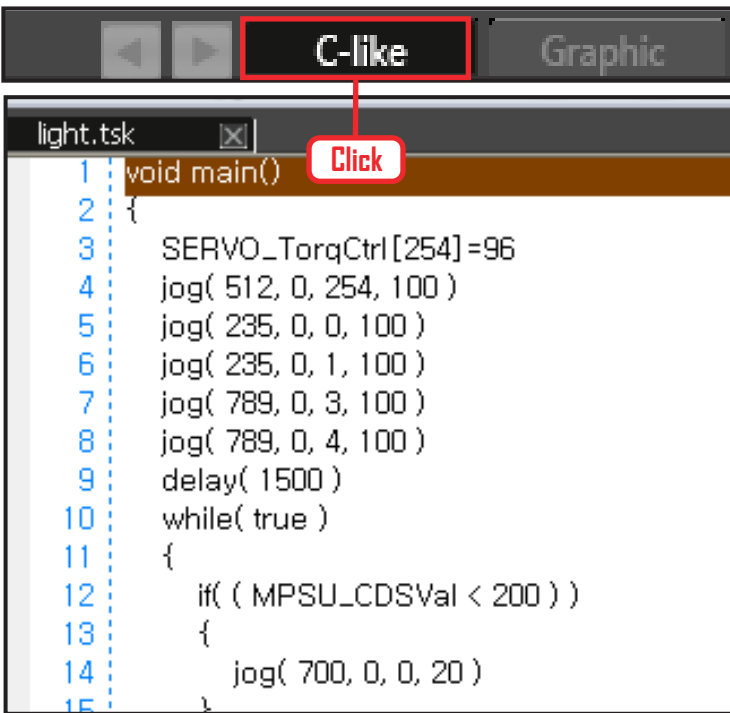 C-like Graphic
light.tsk
Click
1 void main()
2 {
3 SERVO_TorqCtrl[254]=96
4 jog( 512, 0, 254, 100 )
5 jog( 235, 0, 0, 100 )
6 jog( 235, 0, 1, 100 )
7 jog( 789, 0, 3, 100 )
8 jog( 789, 0, 4, 100 )
9 delay( 1500 )
10 while( true )
11 {
12 if( ( MPSU_CDSVal < 200 ) )
13 {
14 jog( 700, 0, 0, 20 )
15 }